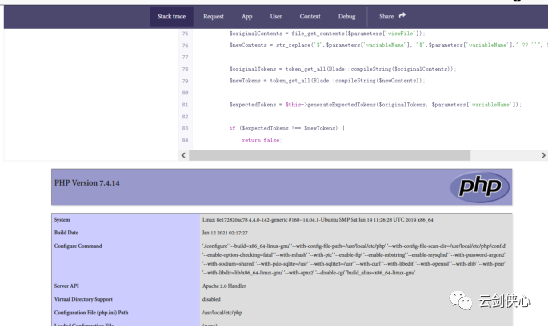 Stack trace Request App User Context Debug Share
75 $originalContents = file_get_contents($parameters['viewFile']);
76 $newContents = str_replace('$'.$parameters['variableName'], '$'.$parameters['variableName']." ?? ''",
77
78 $originalTokens = token_get_all(Blade::compileString($originalContents));
79 $newTokens = token_get_all(Blade::compileString($newContents));
80
81 $expectedTokens = $this->generateExpectedTokens($originalTokens, $parameters['variableName']);
82
83 if ($expectedTokens !== $newTokens) {
84 return false;
PHP Version 7.4.14
php
System Linux 4.4.0-142-generic #168~16.04.1-Ubuntu SMP Sat Jan 19 11:26:28 UTC 2019 x86_64
Build Date Jan 12 2021
Configure Command './configure' '--build=x86_64-linux-gnu' '--with-config-file-path=/usr/local/etc/php' '--with-config-file-scan-dir=/usr/local/etc/php/conf.d'
'--enable-option-checking=fatal' '--with-mhash' '--with-pic' '--enable-ftp' '--enable-mbstring' '--enable-mysqlnd' '--with-password-argon2'
'--with-sodium=shared' '--with-pdo-sqlite=/usr' '--with-sqlite3=/usr' '--with-curl' '--with-libedit' '--with-openssl' '--with-zlib' '--with-pear'
'--with-libdir=lib/x86_64-linux-gnu' '--with-apxs2' '--disable-cgi' 'build_alias=x86_64-linux-gnu'
Server API Apache 2.0 Handler
Virtual Directory Support disabled
Configuration File (php.ini) Path /usr/local/etc/php
Loaded Configuration File (none)
云剑侠心